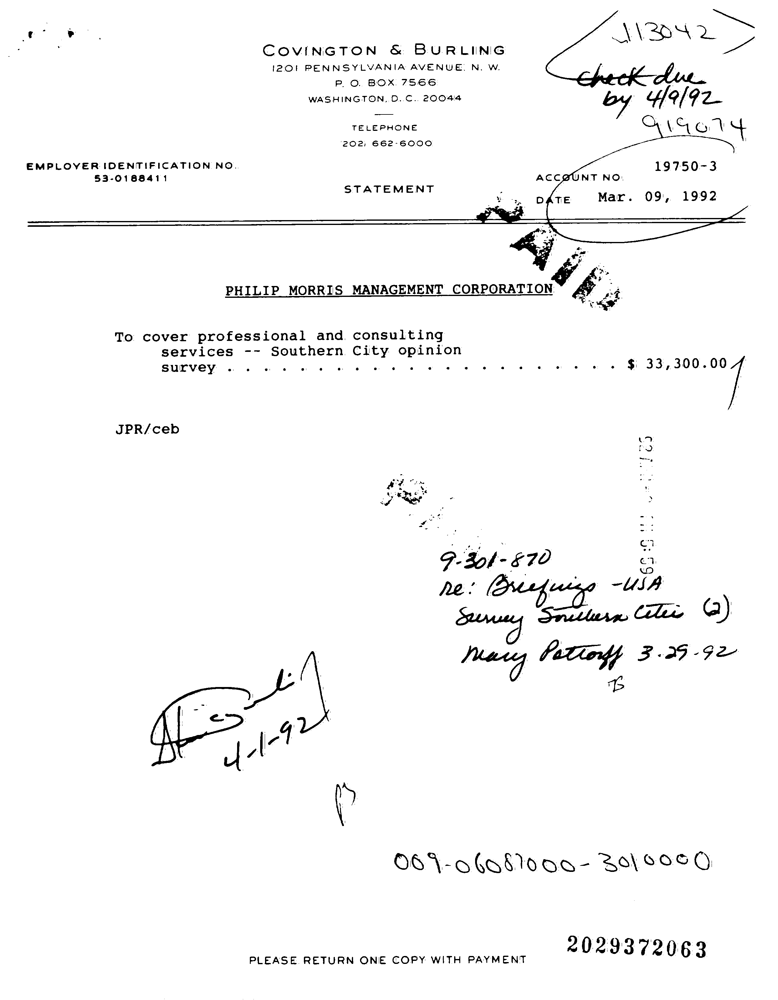 113042
COVINGTON & BURLING
1201 PENNSYLVANIA AVENUE, N. W.
P. O. BOX 7566
WASHINGTON, D. C. 20044
check due
by 4/9/92
919074
TELEPHONE
202 662-6000
EMPLOYER IDENTIFICATION NO.
53-0188411
STATEMENT
ACCOUNT NO. 19750-3
DATE Mar. 09, 1992
PAID
PHILIP MORRIS MANAGEMENT CORPORATION
To cover professional and consulting
services -- Southern City opinion
survey . . . . . . . . . . . . . . . . . . . . . . $ 33,300.00
JPR/ceb
9-301-870
re: Briefings - USA
Survey Southern Cities (2)
Mary Pottorff 3-29-92
4-1-92
009-06087000-3010000
2029372063
PLEASE RETURN ONE COPY WITH PAYMENT